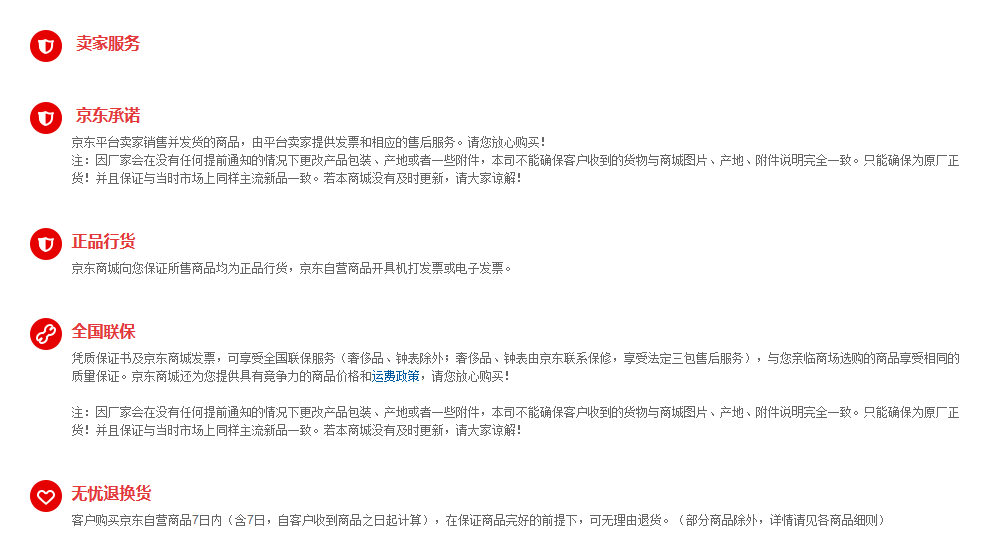 卖家服务
京东承诺
京东平台卖家销售并发货的商品，由平台卖家提供发票和相应的售后服务。请您放心购买！
注：因厂家会在没有任何提前通知的情况下更改产品包装、产地或者一些附件，本司不能确保客户收到的货物与商城图片、产地、附件说明完全一致。只能确保为原厂正
货！并且保证与当时市场上同样主流新品一致。若本商城没有及时更新，请大家谅解！
正品行货
京东商城向您保证所售商品均为正品行货，京东自营商品开具机打发票或电子发票。
全国联保
凭质保证书及京东商城发票，可享受全国联保服务（奢侈品、钟表除外；奢侈品、钟表由京东联系保修，享受法定三包售后服务），与您亲临商场选购的商品享受相同的
质量保证。京东商城还为您提供具有竞争力的商品价格和运费政策，请您放心购买！
注：因厂家会在没有任何提前通知的情况下更改产品包装、产地或者一些附件，本司不能确保客户收到的货物与商城图片、产地、附件说明完全一致。只能确保为原厂正
货！并且保证与当时市场上同样主流新品一致。若本商城没有及时更新，请大家谅解！
无忧退换货
客户购买京东自营商品7日内（含7日，自客户收到商品之日起计算），在保证商品完好的前提下，可无理由退货。（部分商品除外，详情请见各商品细则）